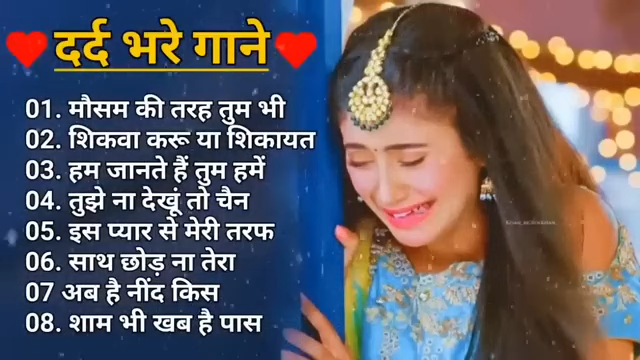 दर्द भरे गाने
01. मौसम की तरह तुम भी
02. शिकवा करू या शिकायत
03. हम जानते हैं तुम हमें
04. तुझे ना देखूं तो चैन
05. इस प्यार से मेरी तरफ
06. साथ छोड़ ना तेरा
07 अब है नींद किस
08. शाम भी खब है पास